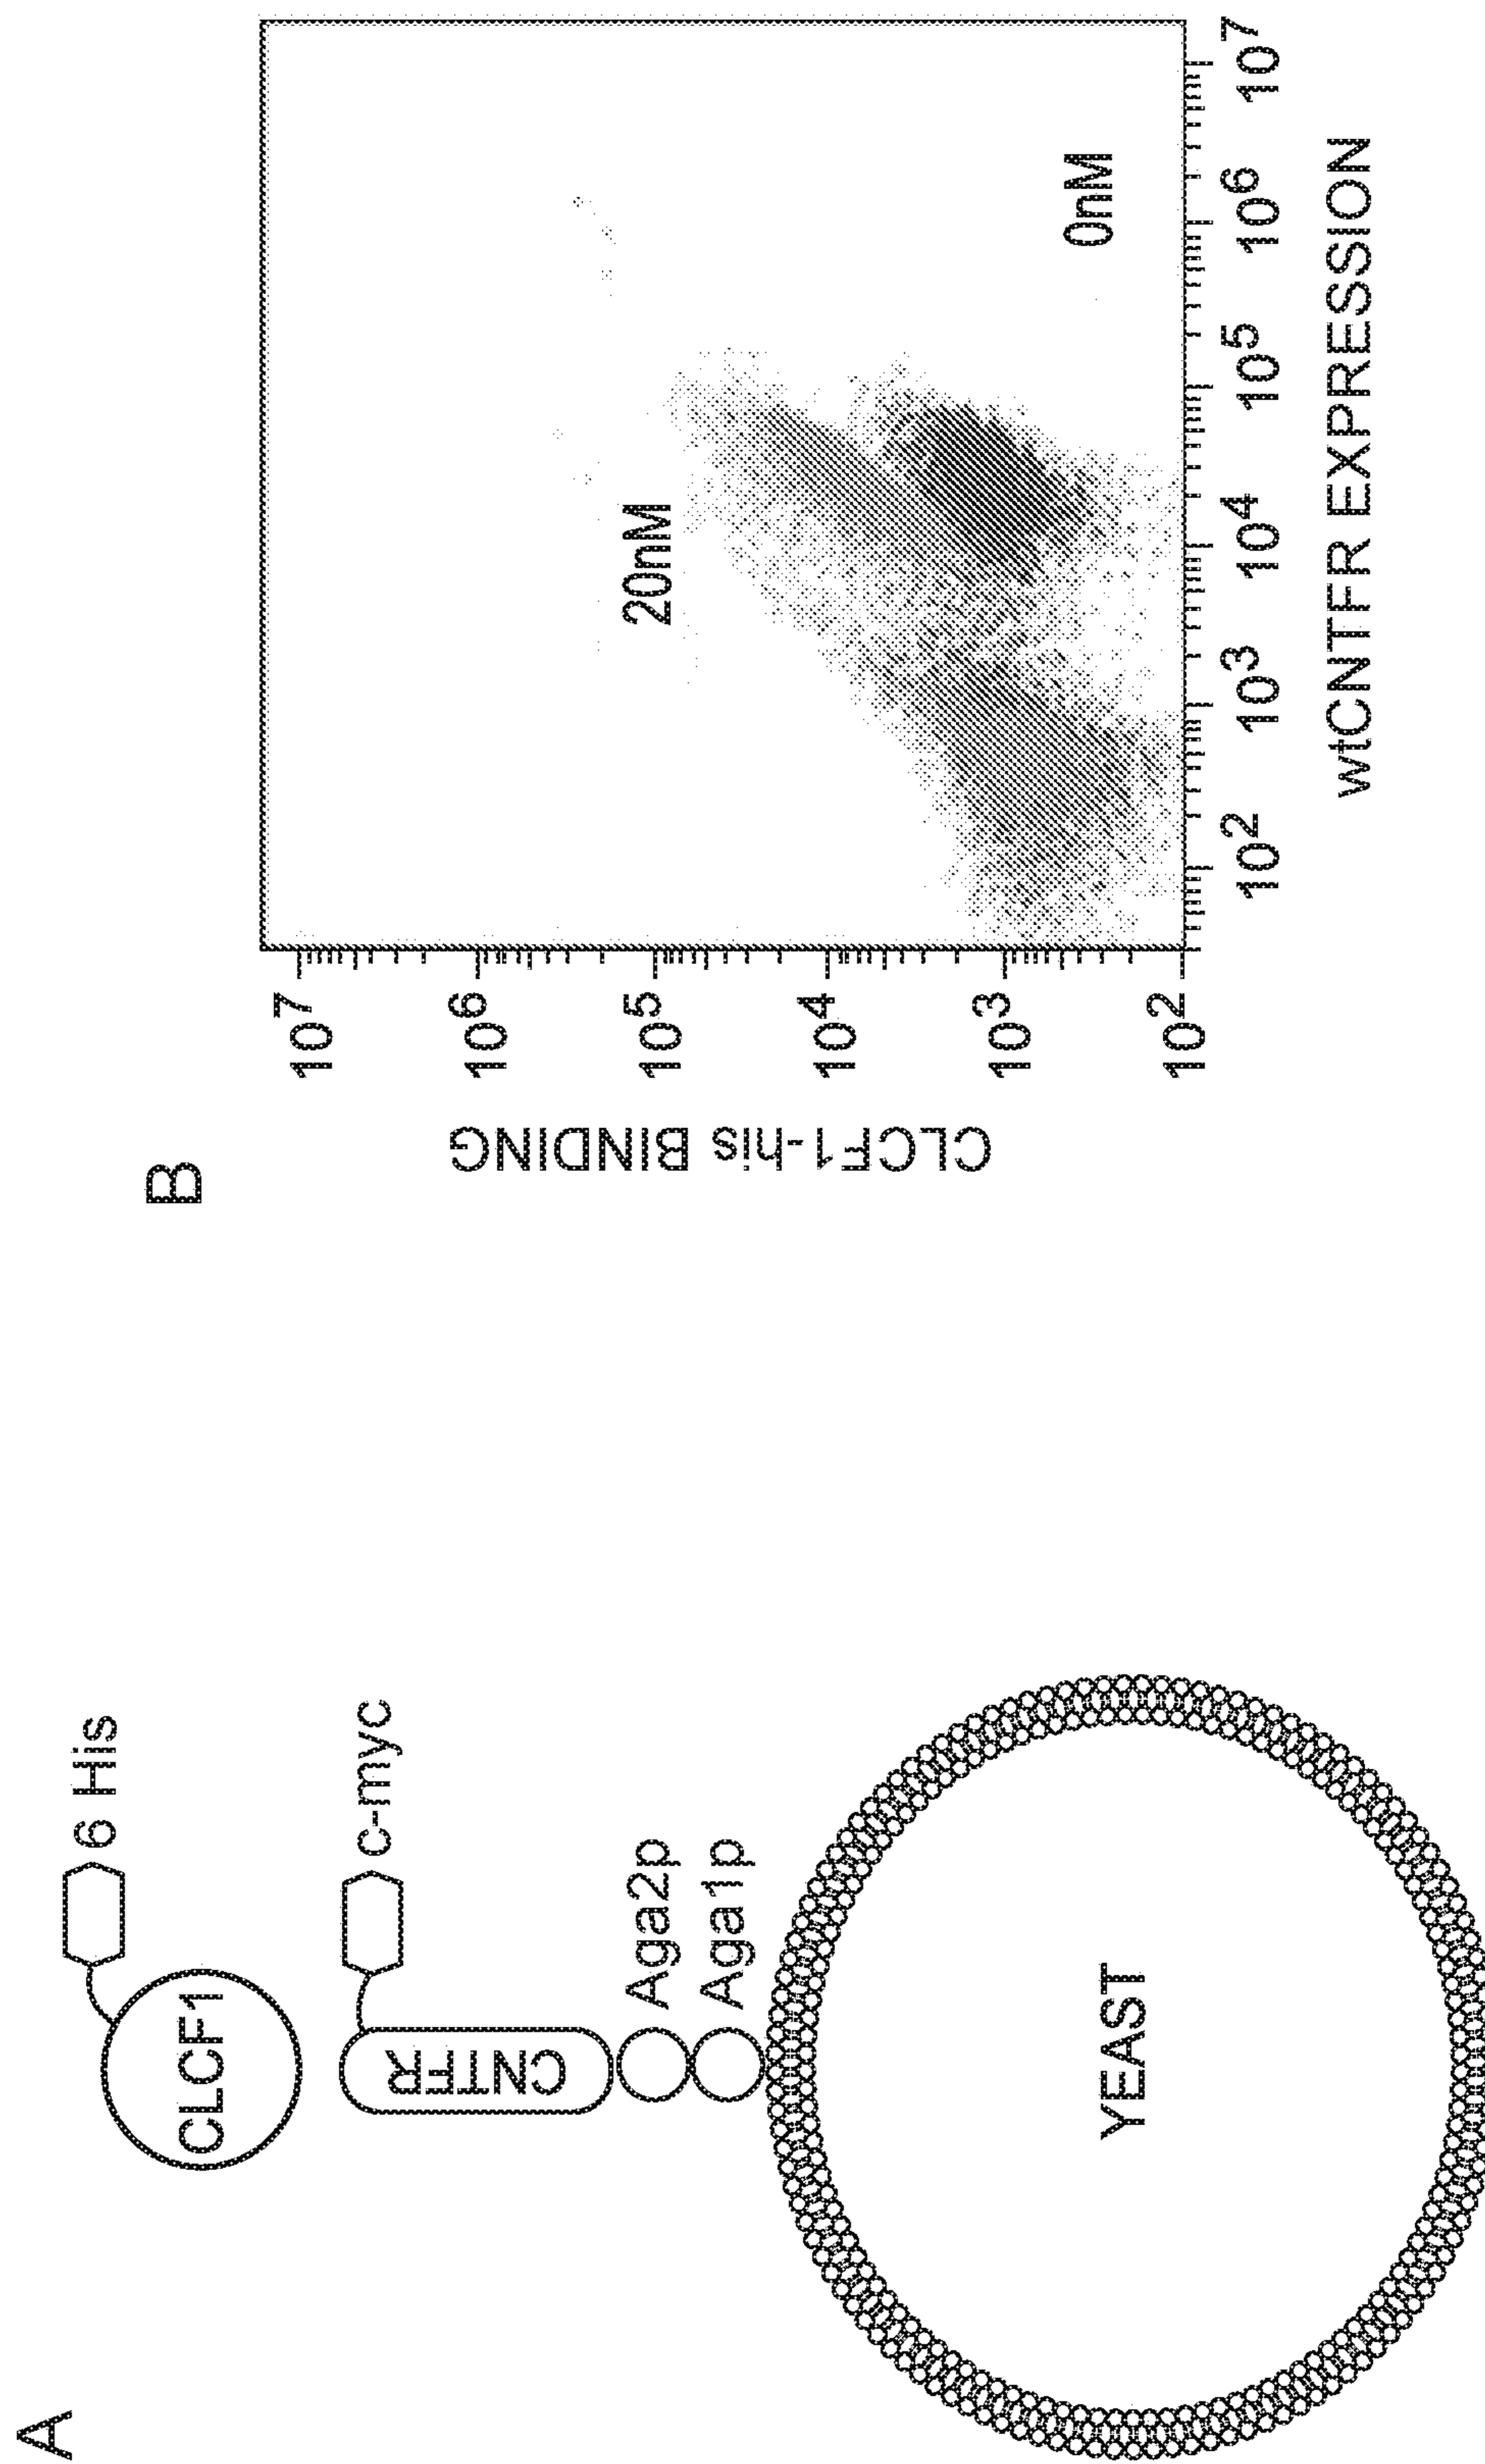 A
6 His
CLCF1
c-myc
CNTFR
Aga2p
Aga1p
YEAST
B
CLCF1-his BINDING
10⁷
10⁶
10⁵
10⁴
10³
10²
20nM
0nM
10² 10³ 10⁴ 10⁵ 10⁶ 10⁷
wtCNTFR EXPRESSION